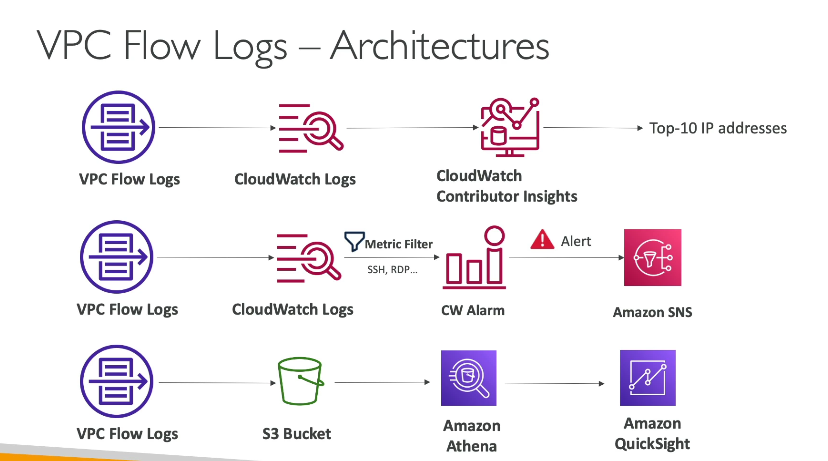 VPC Flow Logs – Architectures
VPC Flow Logs
CloudWatch Logs
CloudWatch
Contributor Insights
Top-10 IP addresses
VPC Flow Logs
CloudWatch Logs
Metric Filter
SSH, RDP...
CW Alarm
Alert
Amazon SNS
VPC Flow Logs
S3 Bucket
Amazon
Athena
Amazon
QuickSight